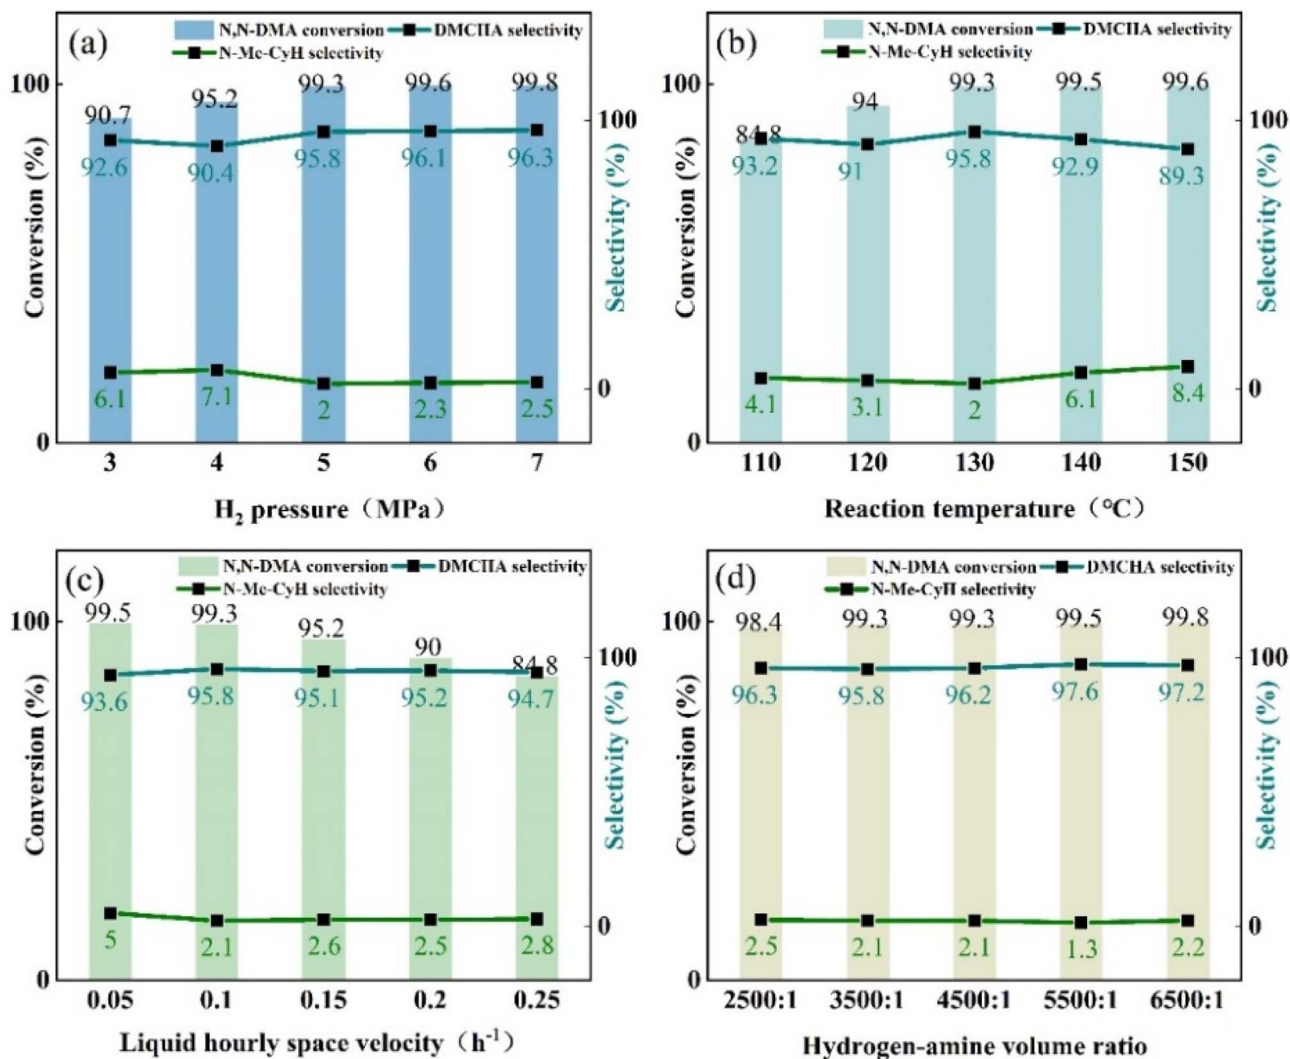 (a)
N,N-DMA conversion DMCHA selectivity
N-Me-CyH selectivity
100
90.7 95.2 99.3 99.6 99.8
100
92.6 90.4 95.8 96.1 96.3
Conversion (%)
Selectivity (%)
6.1 7.1 2 2.3 2.5
0
0
3 4 5 6 7
H₂ pressure（MPa）
(b)
N,N-DMA conversion DMCHA selectivity
N-Me-CyH selectivity
100
84.8 94 99.3 99.5 99.6
100
93.2 91 95.8 92.9 89.3
Conversion (%)
Selectivity (%)
4.1 3.1 2 6.1 8.4
0
0
110 120 130 140 150
Reaction temperature（°C）
(c)
N,N-DMA conversion DMCHA selectivity
N-Me-CyH selectivity
100
99.5 99.3 95.2 90 84.8
100
93.6 95.8 95.1 95.2 94.7
Conversion (%)
Selectivity (%)
5 2.1 2.6 2.5 2.8
0
0
0.05 0.1 0.15 0.2 0.25
Liquid hourly space velocity（h⁻¹）
(d)
N,N-DMA conversion DMCHA selectivity
N-Me-CyH selectivity
100
98.4 99.3 99.3 99.5 99.8
100
96.3 95.8 96.2 97.6 97.2
Conversion (%)
Selectivity (%)
2.5 2.1 2.1 1.3 2.2
0
0
2500:1 3500:1 4500:1 5500:1 6500:1
Hydrogen-amine volume ratio